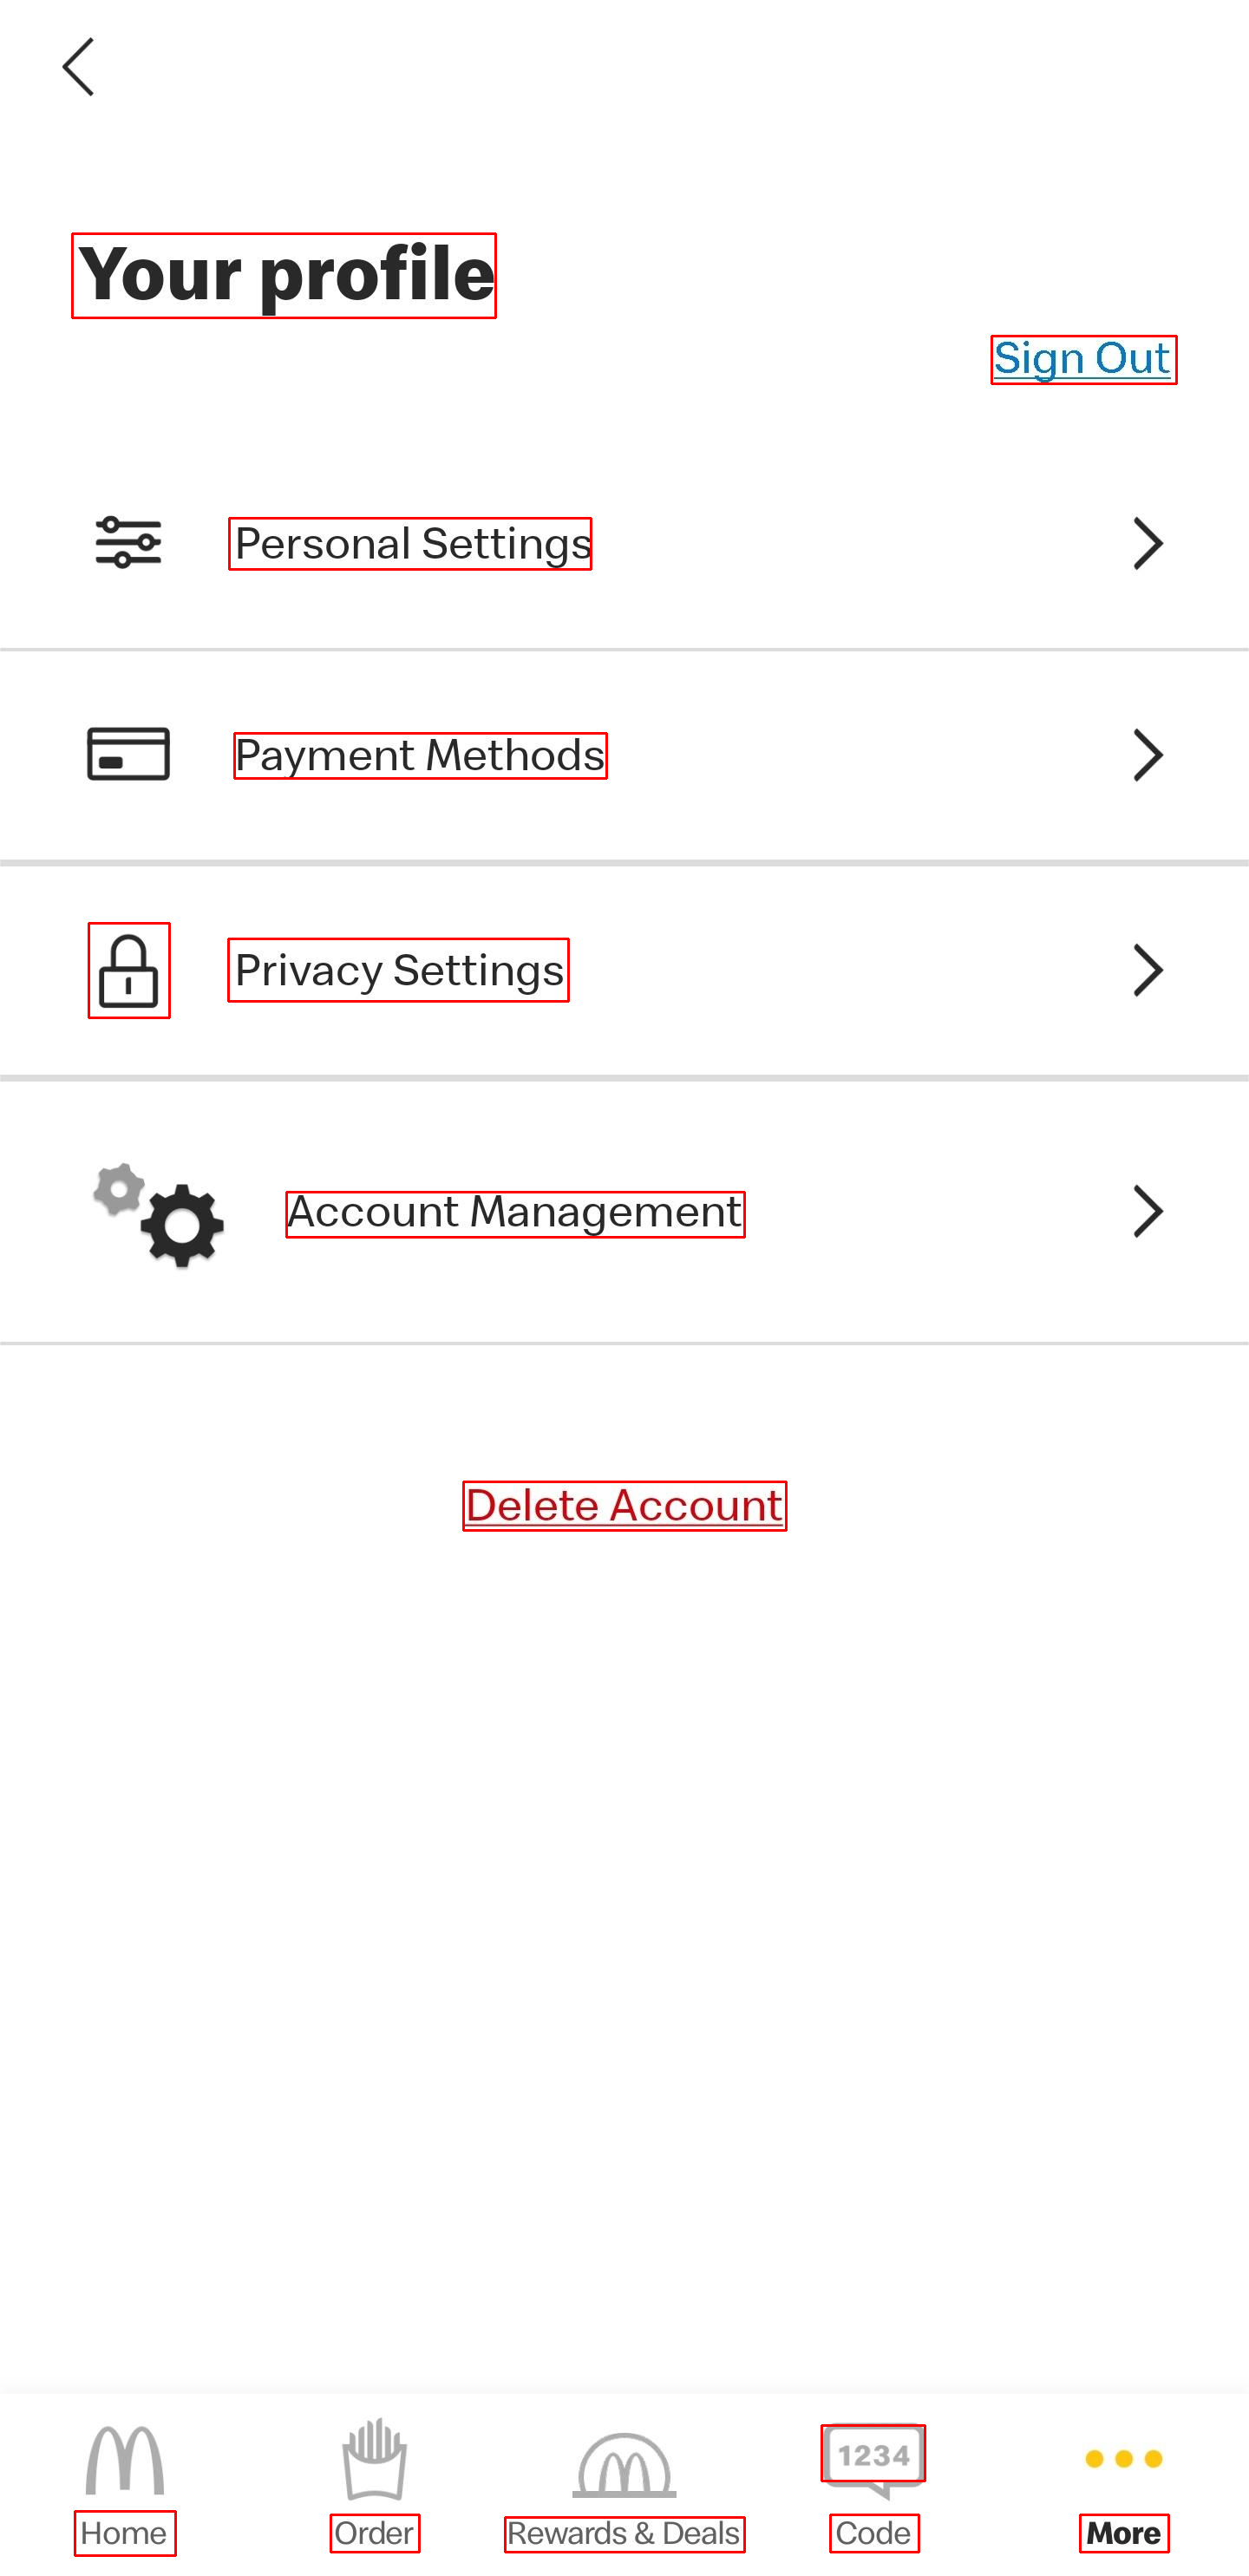 Your profile
Sign Out
Personal Settings
Payment Methods
Privacy Settings
Account Management
Delete Account
1234
Home
Order
Rewards & Deals
Code
More